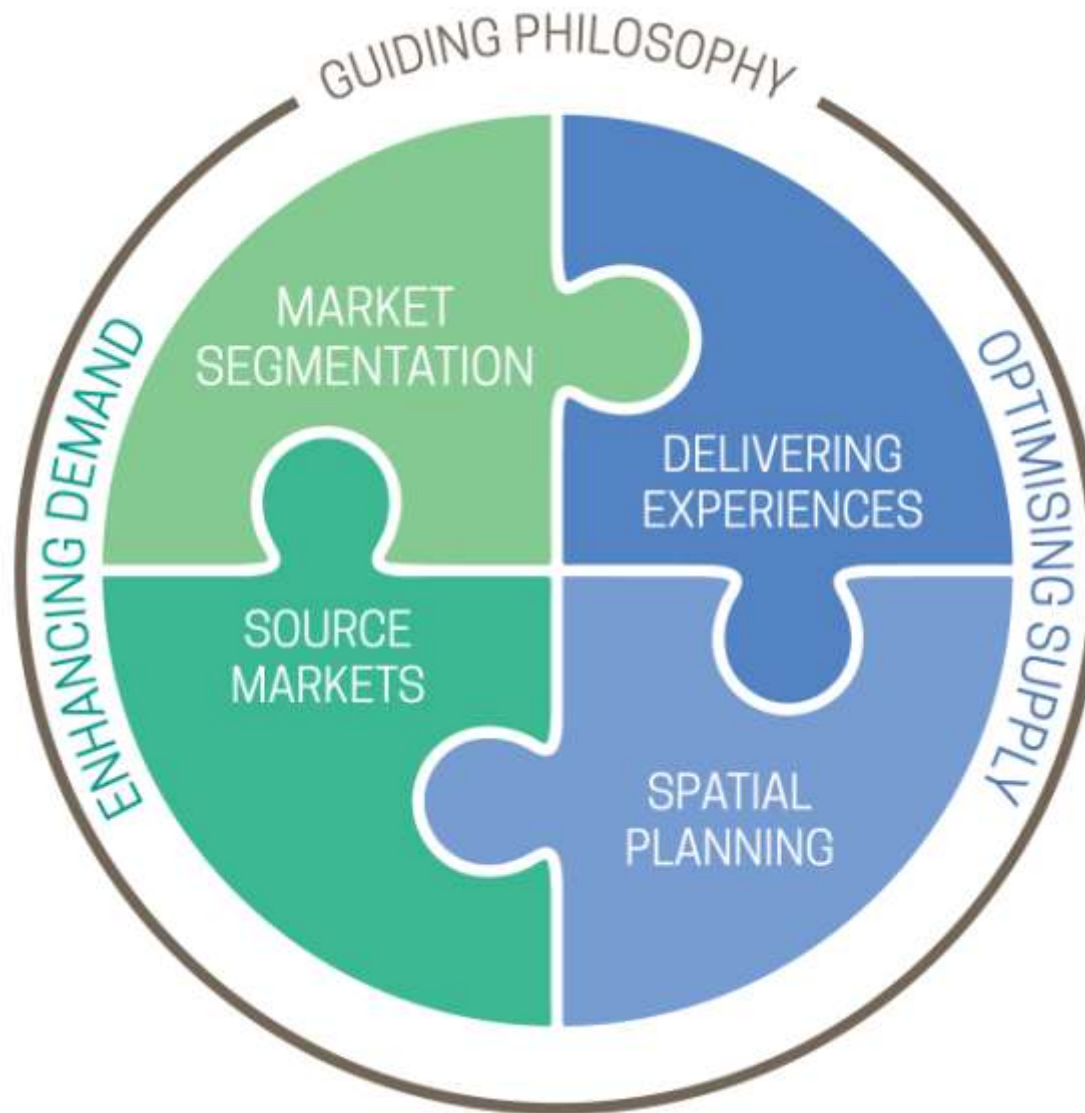 GUIDING PHILOSOPHY
MARKET
SEGMENTATION
DELIVERING
EXPERIENCES
ENHANCING DEMAND
OPTIMISING SUPPLY
SOURCE
MARKETS
SPATIAL
PLANNING